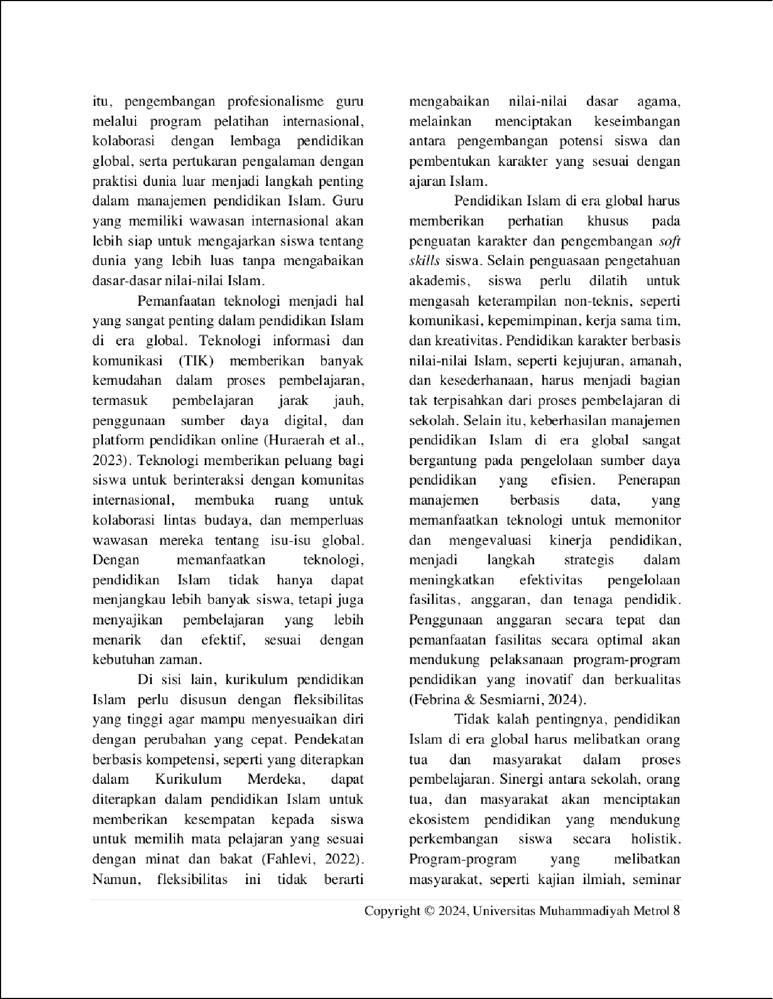 itu, pengembangan profesionalisme guru
melalui program pelatihan internasional,
kolaborasi dengan lembaga pendidikan
global, serta pertukaran pengalaman dengan
praktisi dunia luar menjadi langkah penting
dalam manajemen pendidikan Islam. Guru
yang memiliki wawasan internasional akan
lebih siap untuk mengajarkan siswa tentang
dunia yang lebih luas tanpa mengabaikan
dasar-dasar nilai-nilai Islam.
Pemanfaatan teknologi menjadi hal
yang sangat penting dalam pendidikan Islam
di era global. Teknologi informasi dan
komunikasi (TIK) memberikan banyak
kemudahan dalam proses pembelajaran,
termasuk pembelajaran jarak jauh,
penggunaan sumber daya digital, dan
platform pendidikan online (Huraerah et al.,
2023). Teknologi memberikan peluang bagi
siswa untuk berinteraksi dengan komunitas
internasional, membuka ruang untuk
kolaborasi lintas budaya, dan memperluas
wawasan mereka tentang isu-isu global.
Dengan memanfaatkan teknologi,
pendidikan Islam tidak hanya dapat
menjangkau lebih banyak siswa, tetapi juga
menyajikan pembelajaran yang lebih
menarik dan efektif, sesuai dengan
kebutuhan zaman.
Di sisi lain, kurikulum pendidikan
Islam perlu disusun dengan fleksibilitas
yang tinggi agar mampu menyesuaikan diri
dengan perubahan yang cepat. Pendekatan
berbasis kompetensi, seperti yang diterapkan
dalam Kurikulum Merdeka, dapat
diterapkan dalam pendidikan Islam untuk
memberikan kesempatan kepada siswa
untuk memilih mata pelajaran yang sesuai
dengan minat dan bakat (Fahlevi, 2022).
Namun, fleksibilitas ini tidak berarti
mengabaikan nilai-nilai dasar agama,
melainkan menciptakan keseimbangan
antara pengembangan potensi siswa dan
pembentukan karakter yang sesuai dengan
ajaran Islam.
Pendidikan Islam di era global harus
memberikan perhatian khusus pada
penguatan karakter dan pengembangan soft
skills siswa. Selain penguasaan pengetahuan
akademis, siswa perlu dilatih untuk
mengasah keterampilan non-teknis, seperti
komunikasi, kepemimpinan, kerja sama tim,
dan kreativitas. Pendidikan karakter berbasis
nilai-nilai Islam, seperti kejujuran, amanah,
dan kesederhanaan, harus menjadi bagian
tak terpisahkan dari proses pembelajaran di
sekolah. Selain itu, keberhasilan manajemen
pendidikan Islam di era global sangat
bergantung pada pengelolaan sumber daya
pendidikan yang efisien. Penerapan
manajemen berbasis data, yang
memanfaatkan teknologi untuk memonitor
dan mengevaluasi kinerja pendidikan,
menjadi langkah strategis dalam
meningkatkan efektivitas pengelolaan
fasilitas, anggaran, dan tenaga pendidik.
Penggunaan anggaran secara tepat dan
pemanfaatan fasilitas secara optimal akan
mendukung pelaksanaan program-program
pendidikan yang inovatif dan berkualitas
(Febrina & Sesmiarni, 2024).
Tidak kalah pentingnya, pendidikan
Islam di era global harus melibatkan orang
tua dan masyarakat dalam proses
pembelajaran. Sinergi antara sekolah, orang
tua, dan masyarakat akan menciptakan
ekosistem pendidikan yang mendukung
perkembangan siswa secara holistik.
Program-program yang melibatkan
masyarakat, seperti kajian ilmiah, seminar
Copyright © 2024, Universitas Muhammadiyah Metro| 8